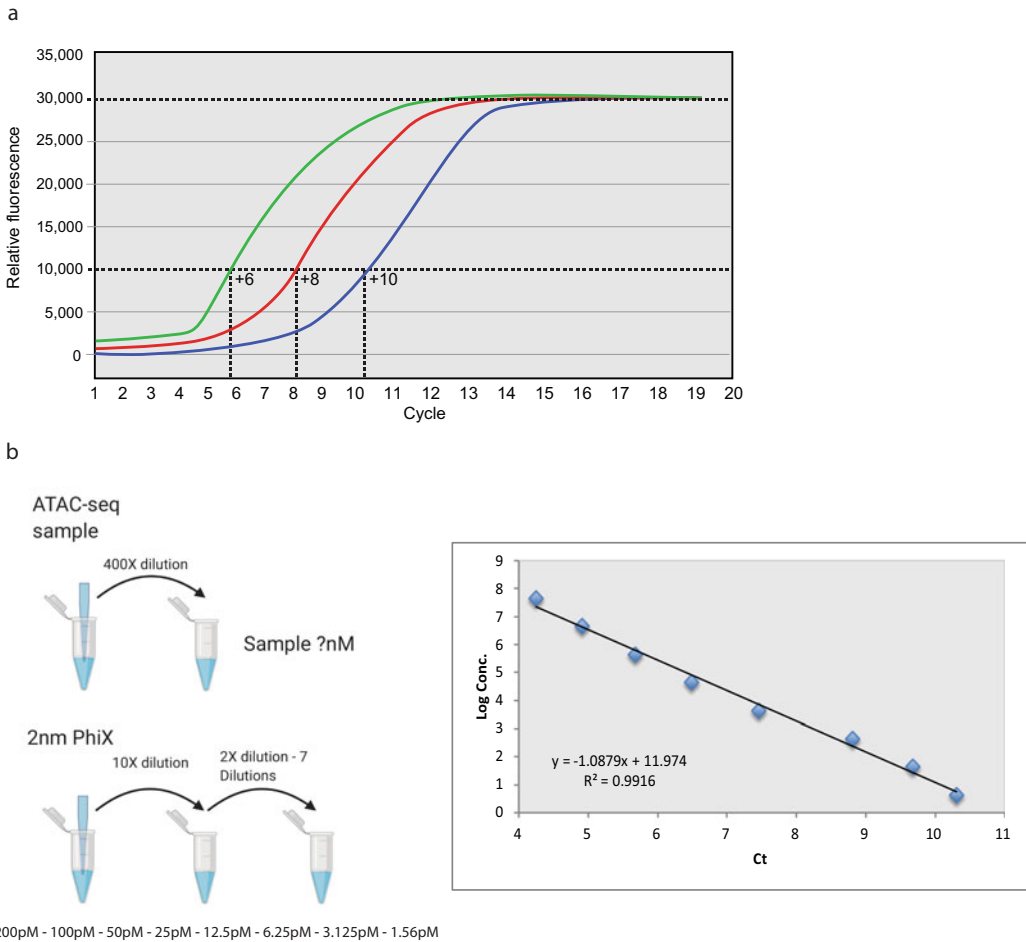 a
35,000
30,000
25,000
20,000
15,000
10,000
5,000
0
Relative fluorescence
+6
+8
+10
1 2 3 4 5 6 7 8 9 10 11 12 13 14 15 16 17 18 19 20
Cycle
b
ATAC-seq
sample
400X dilution
Sample ?nM
2nm PhiX
10X dilution
2X dilution - 7
Dilutions
200pM - 100pM - 50pM - 25pM - 12.5pM - 6.25pM - 3.125pM - 1.56pM
9
8
7
6
5
4
3
2
1
0
Log Conc.
y = -1.0879x + 11.974
R² = 0.9916
4 5 6 7 8 9 10 11
Ct